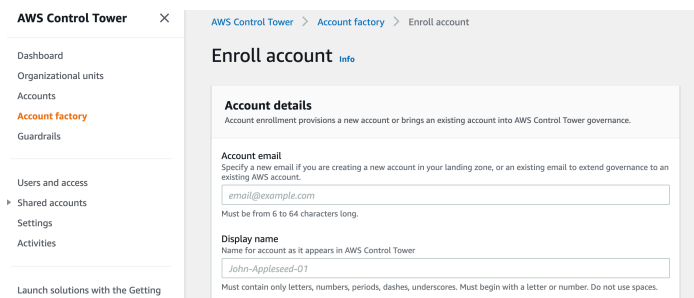 AWS Control Tower
Dashboard
Organizational units
Accounts
Account factory
Guardrails
Users and access
Shared accounts
Settings
Activities
Launch solutions with the Getting
AWS Control Tower > Account factory > Enroll account
Enroll account Info
Account details
Account enrollment provisions a new account or brings an existing account into AWS Control Tower governance.
Account email
Specify a new email if you are creating a new account in your landing zone, or an existing email to extend governance to an
existing AWS account.
email@example.com
Must be from 6 to 64 characters long.
Display name
Name for account as it appears in AWS Control Tower
John-Appleseed-01
Must contain only letters, numbers, periods, dashes, underscores. Must begin with a letter or number. Do not use spaces.